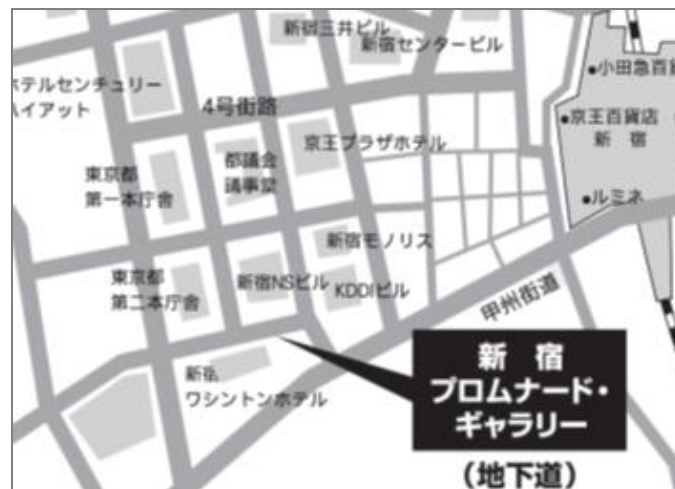 新宿三井ビル
新宿センタービル
ホテルセンチュリー
ハイアット
4号街路
小田急百貨
京王百貨店
新 宿
ルミネ
都議会
議事堂
京王プラザホテル
東京都
第一本庁舎
新宿モノリス
東京都
第二本庁舎
新宿NSビル
KDDIビル
甲州街道
新宿
ワシントンホテル
新 宿
プロムナード・
ギャラリー
(地下道)